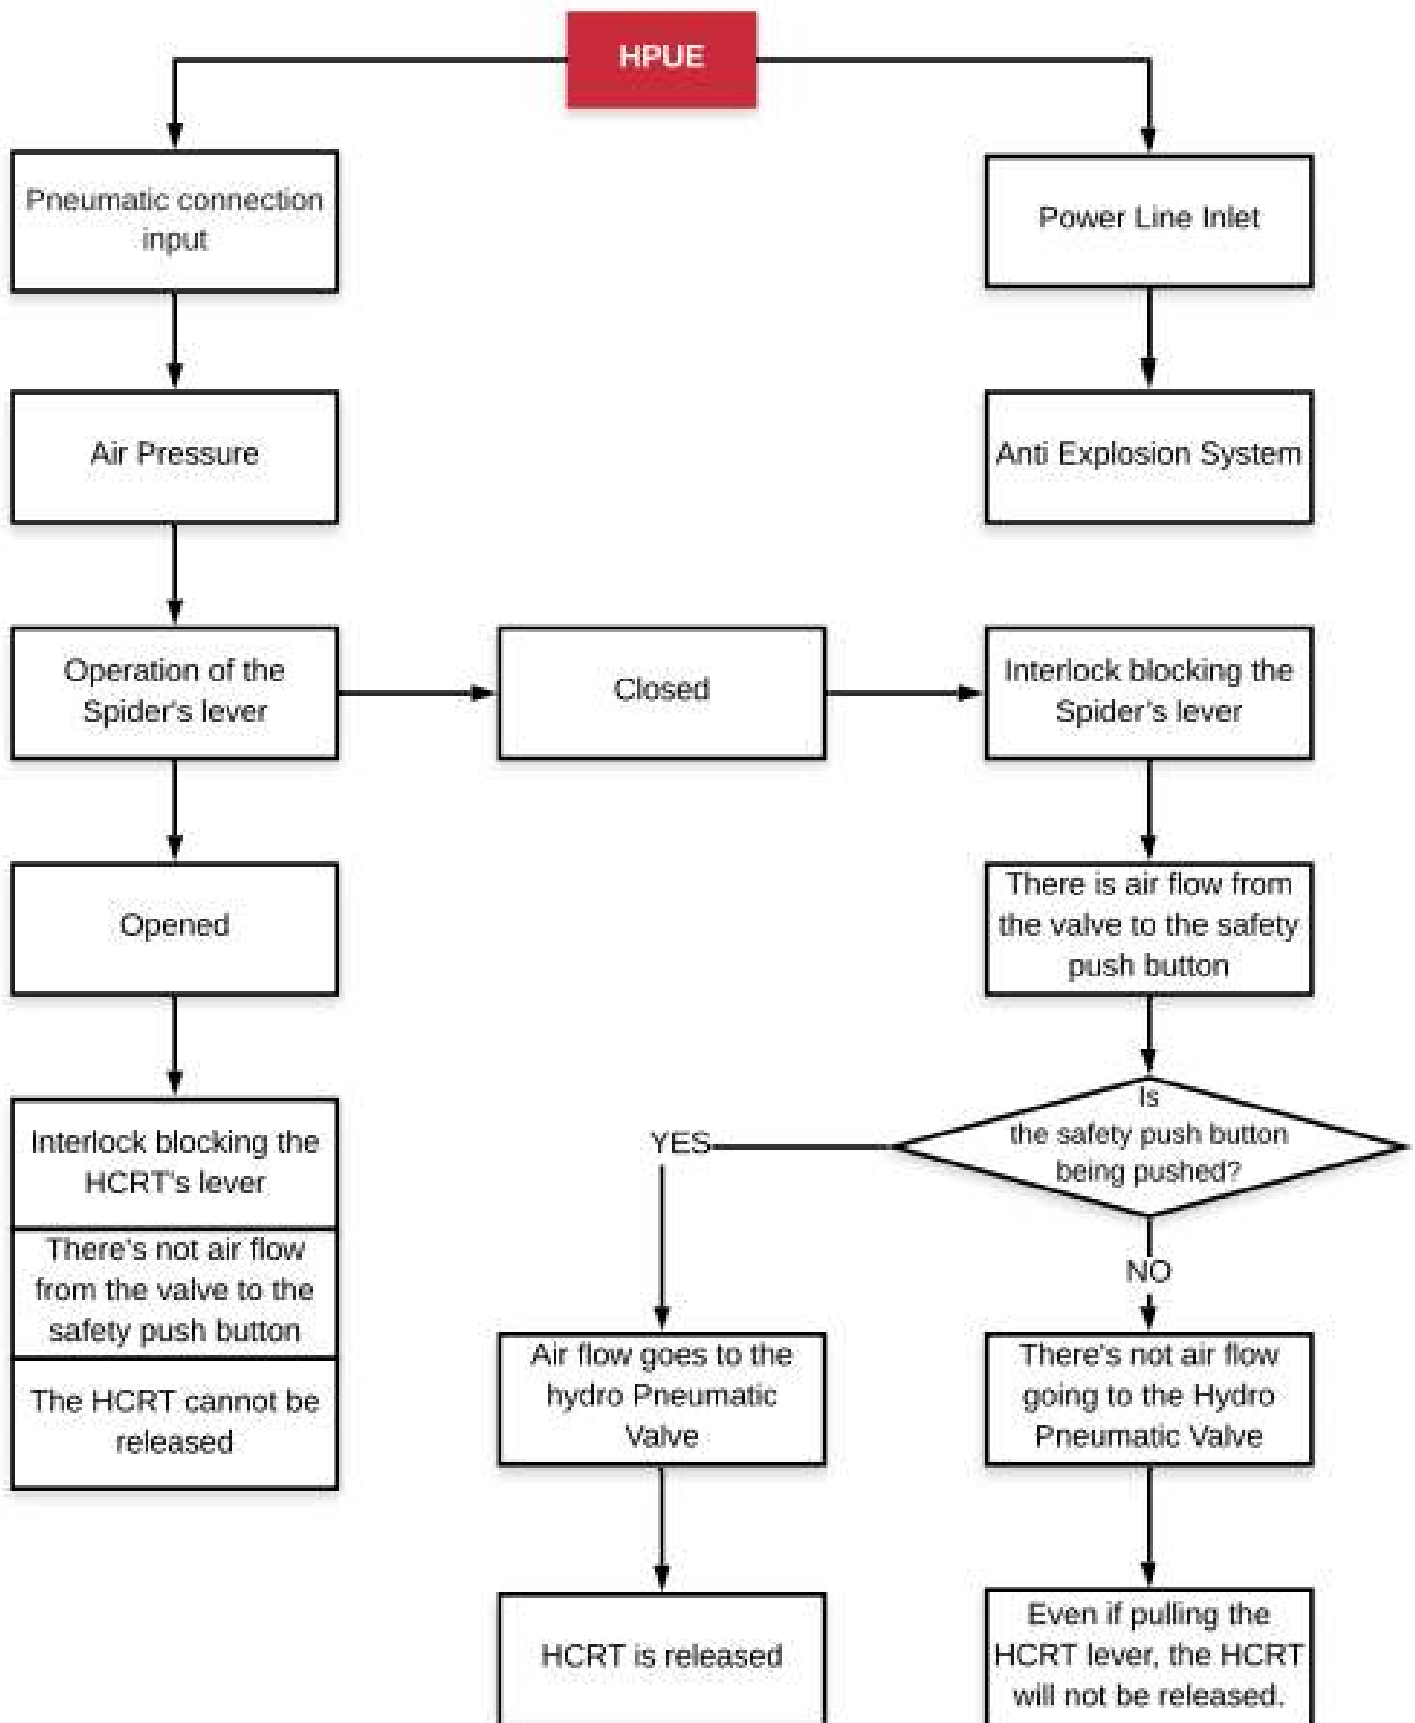 HPUE
Pneumatic connection
input
Power Line Inlet
Air Pressure
Anti Explosion System
Operation of the
Spider's lever
Closed
Interlock blocking the
Spider's lever
Opened
There is air flow from
the valve to the safety
push button
Interlock blocking the
HCRT's lever
There's not air flow
from the valve to the
safety push button
The HCRT cannot be
released
Is
the safety push button
being pushed?
YES
NO
Air flow goes to the
hydro Pneumatic
Valve
There's not air flow
going to the Hydro
Pneumatic Valve
HCRT is released
Even if pulling the
HCRT lever, the HCRT
will not be released.